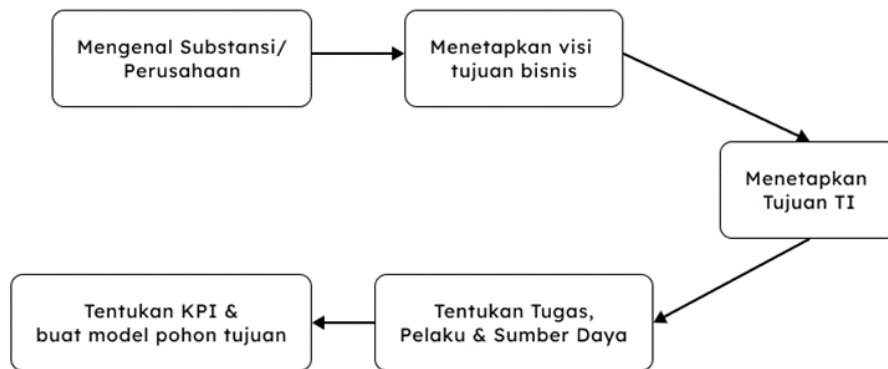 Mengenal Substansi/
Perusahaan
Menetapkan visi
tujuan bisnis
Menetapkan
Tujuan TI
Tentukan Tugas,
Pelaku & Sumber Daya
Tentukan KPI &
buat model pohon tujuan